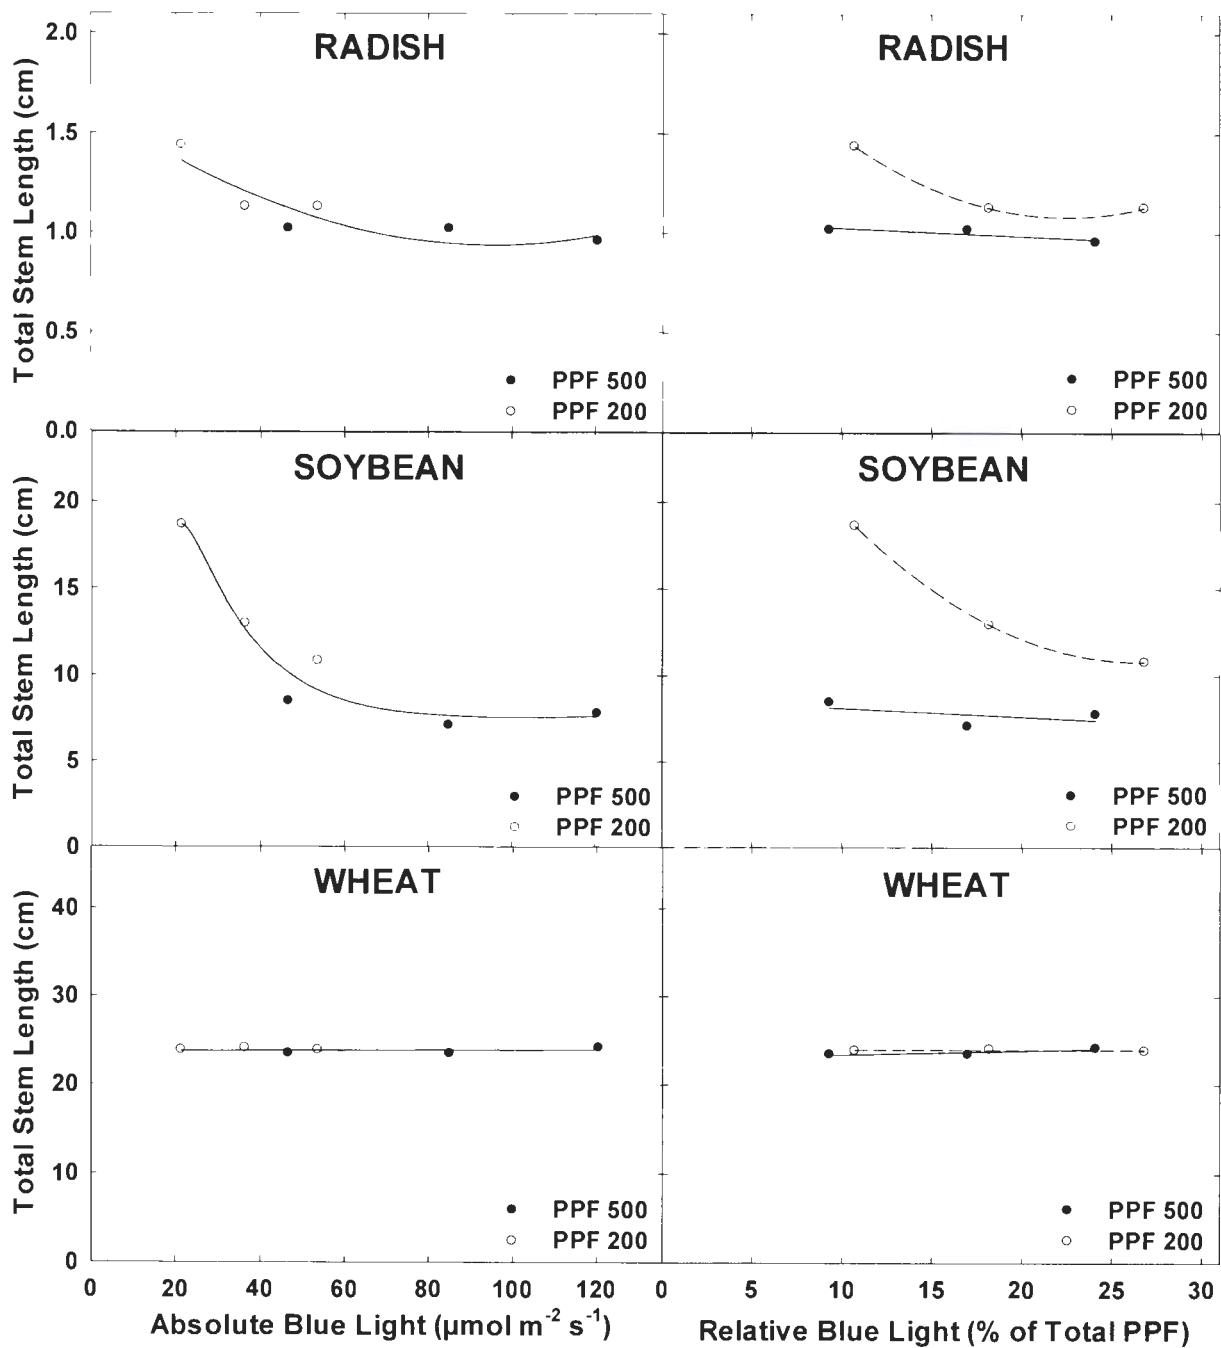 RADISH
RADISH
Total Stem Length (cm)
2.0
1.5
1.0
0.5
0.0
PPF 500
PPF 200
PPF 500
PPF 200
SOYBEAN
SOYBEAN
Total Stem Length (cm)
20
15
10
5
0
PPF 500
PPF 200
PPF 500
PPF 200
WHEAT
WHEAT
Total Stem Length (cm)
40
30
20
10
0
PPF 500
PPF 200
PPF 500
PPF 200
0 20 40 60 80 100 120
0 5 10 15 20 25 30
Absolute Blue Light (µmol m⁻² s⁻¹)
Relative Blue Light (% of Total PPF)